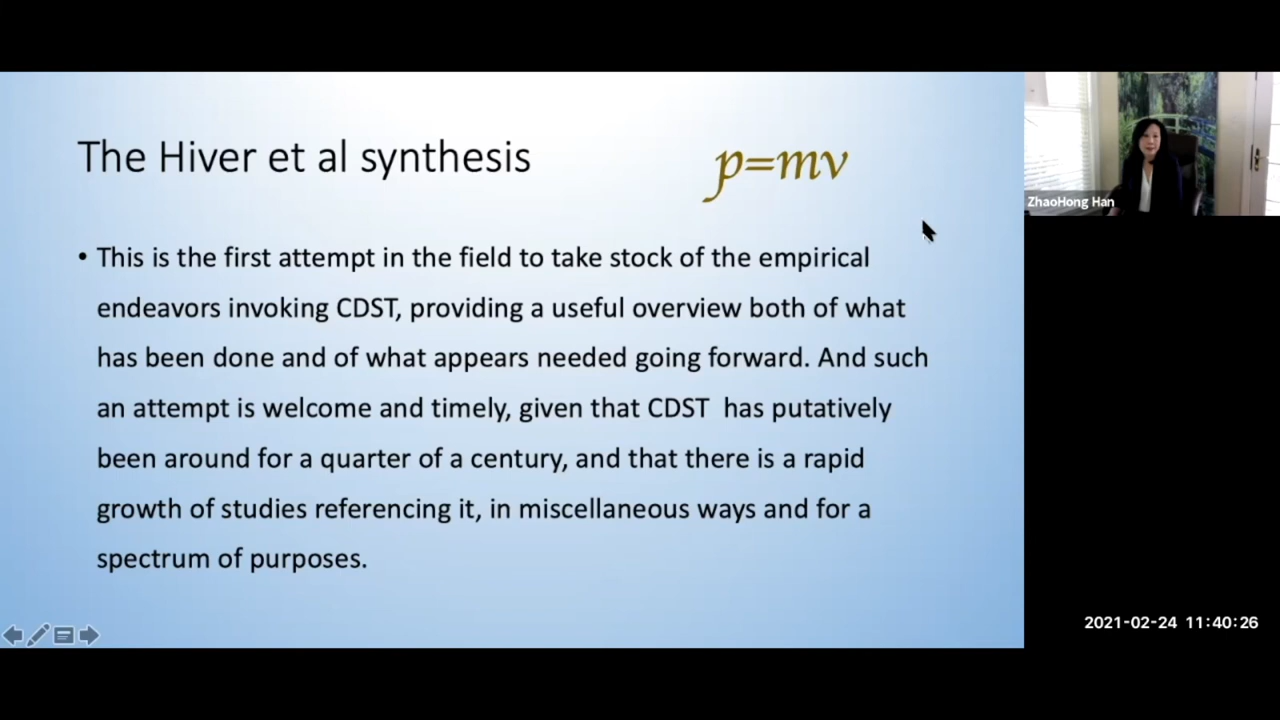 The Hiver et al synthesis
p=mv
• This is the first attempt in the field to take stock of the empirical
endeavors invoking CDST, providing a useful overview both of what
has been done and of what appears needed going forward. And such
an attempt is welcome and timely, given that CDST  has putatively
been around for a quarter of a century, and that there is a rapid
growth of studies referencing it, in miscellaneous ways and for a
spectrum of purposes.
ZhaoHong Han
2021-02-24 11:40:26